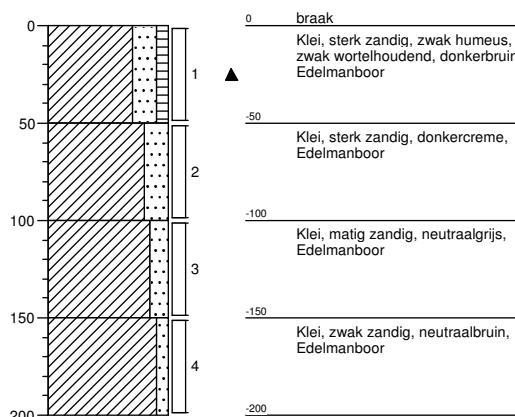 0
50
100
150
200
1
2
3
4
0 braak
Klei, sterk zandig, zwak humeus,
zwak wortelhoudend, donkerbruin
Edelmanboor
-50
Klei, sterk zandig, donkercreme,
Edelmanboor
-100
Klei, matig zandig, neutraalgrijs,
Edelmanboor
-150
Klei, zwak zandig, neutraalbruin,
Edelmanboor
-200